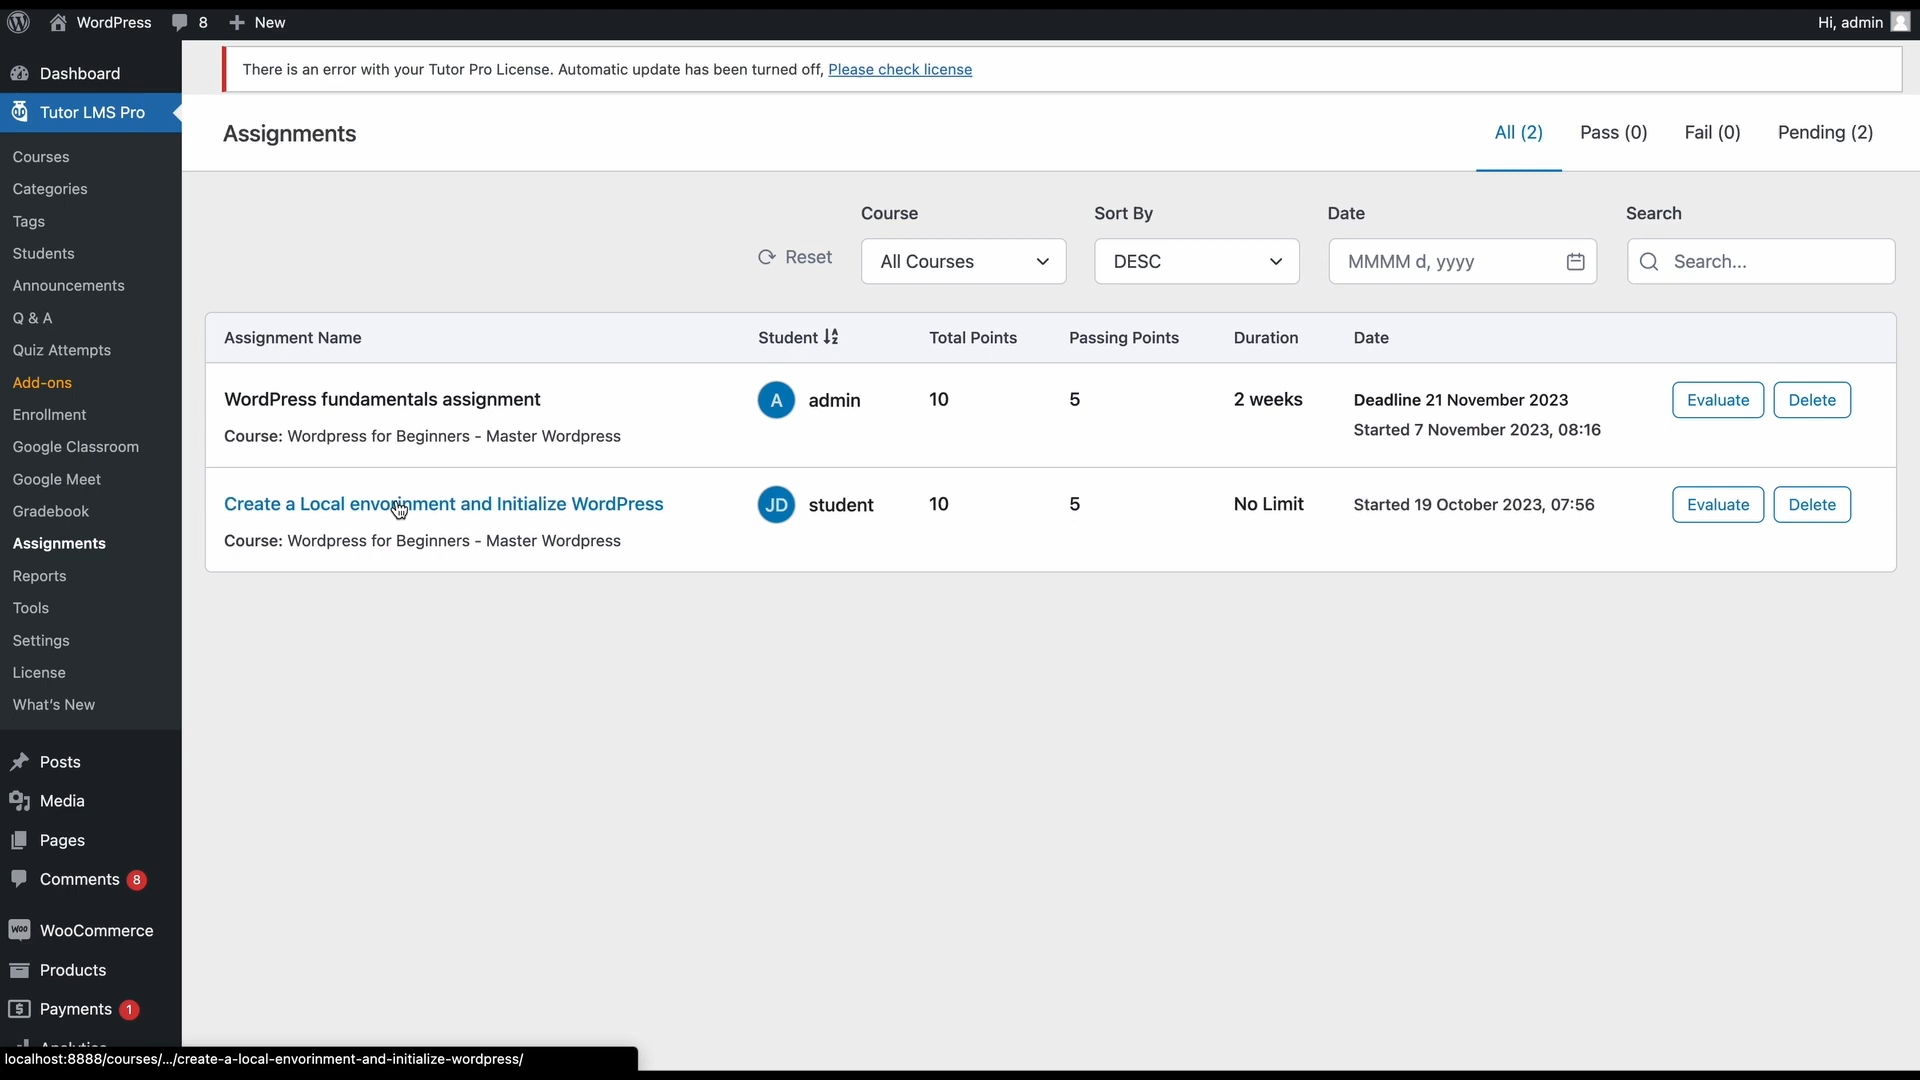 WordPress 8 New Hi, admin
Dashboard
Tutor LMS Pro
Courses
Categories
Tags
Students
Announcements
Q & A
Quiz Attempts
Add-ons
Enrollment
Google Classroom
Google Meet
Gradebook
Assignments
Reports
Tools
Settings
License
What's New
Posts
Media
Pages
Comments 8
WooCommerce
Products
Payments 1
Analytics
There is an error with your Tutor Pro License. Automatic update has been turned off, Please check license
Assignments All (2) Pass (0) Fail (0) Pending (2)
Course Sort By Date Search
Reset All Courses DESC MMMM d, yyyy Search...
Assignment Name Student Total Points Passing Points Duration Date
WordPress fundamentals assignment A admin 10 5 2 weeks Deadline 21 November 2023 Evaluate Delete
Course: Wordpress for Beginners - Master Wordpress Started 7 November 2023, 08:16
Create a Local envorinment and Initialize WordPress JD student 10 5 No Limit Started 19 October 2023, 07:56 Evaluate Delete
Course: Wordpress for Beginners - Master Wordpress
localhost:8888/courses/.../create-a-local-envorinment-and-initialize-wordpress/